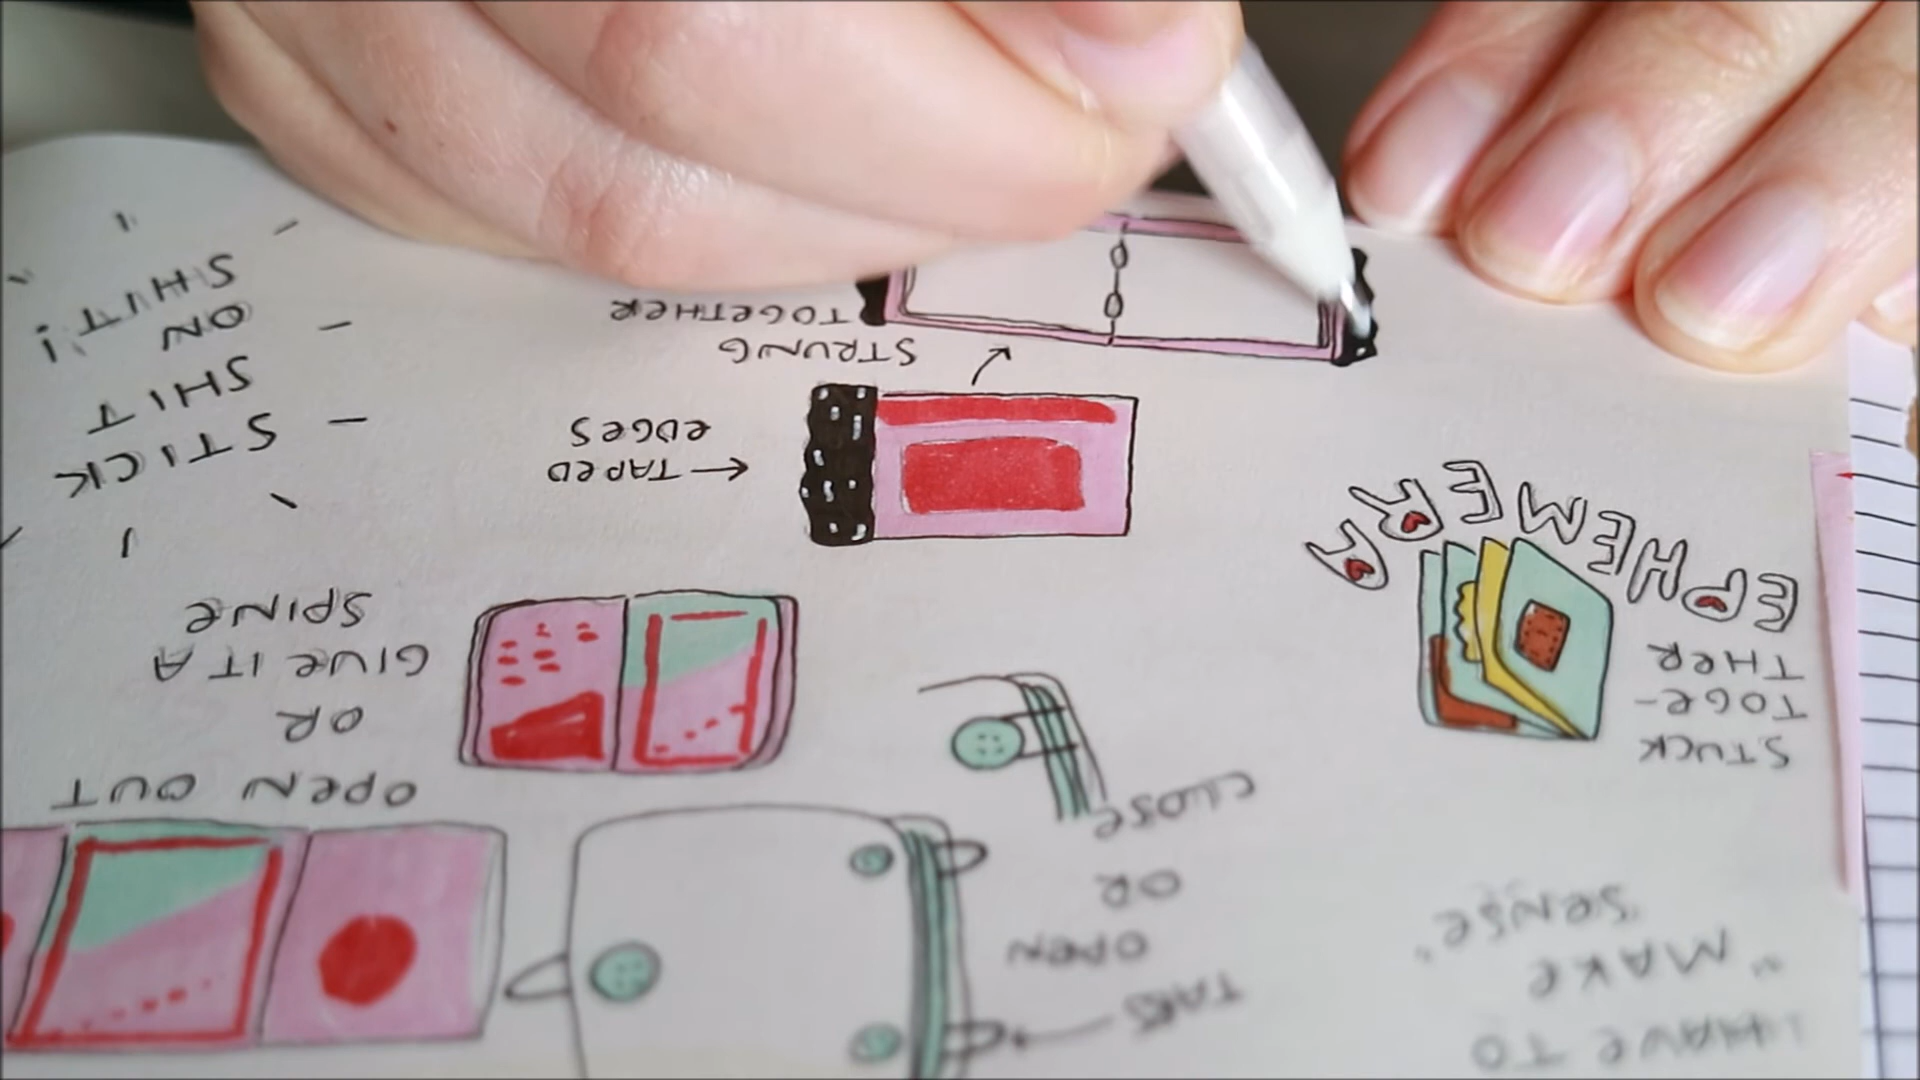 HAVE TO
"MAKE
SENSE"
TABS
OPEN
OR
CLOSE
OPEN OUT
OR
GIVE IT A
SPINE
STUCK
TOGE-
THER
EPHEMERA
TAPED
EDGES
STRUNG
TOGETHER
STICK
SHIT
ON
SHIT!